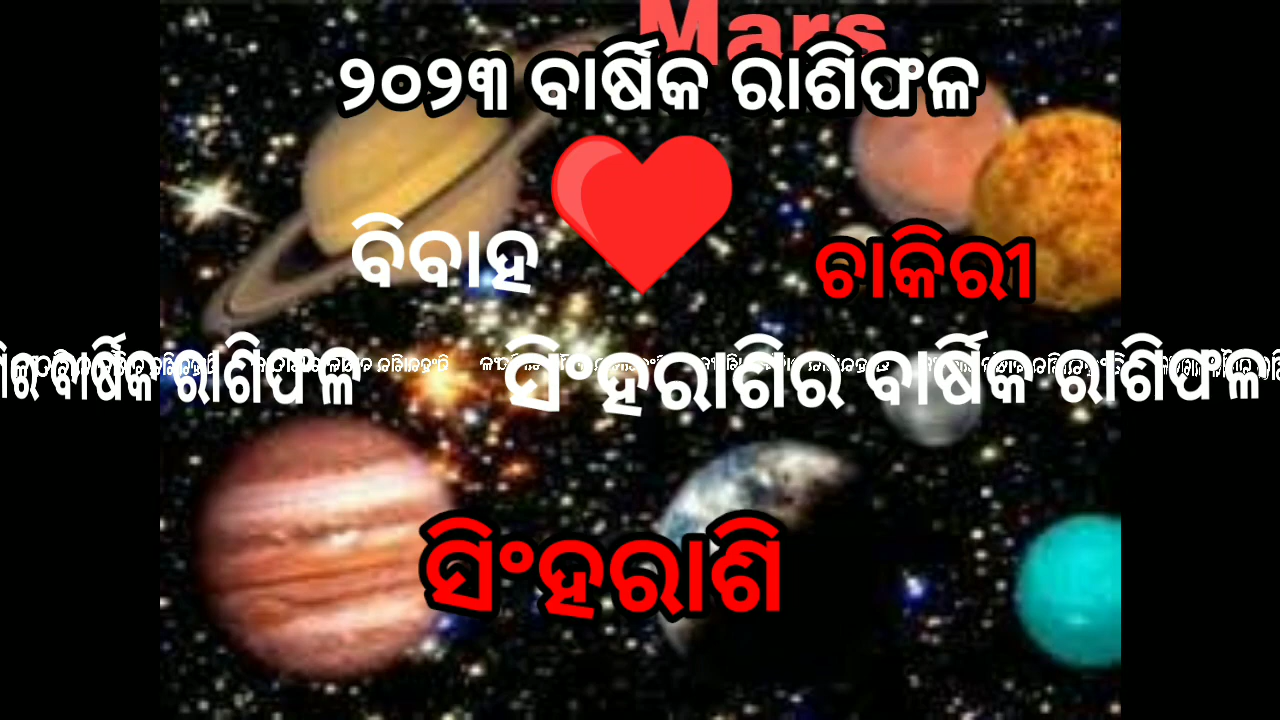 Mars
୨୦୨୩ ବାର୍ଷିକ ରାଶିଫଳ
ବିବାହ
ଚାକିରୀ
ବାର୍ଷିକ ରାଶିଫଳ
ସିଂହରାଶିର ବାର୍ଷିକ ରାଶିଫଳ
ସିଂହରାଶି